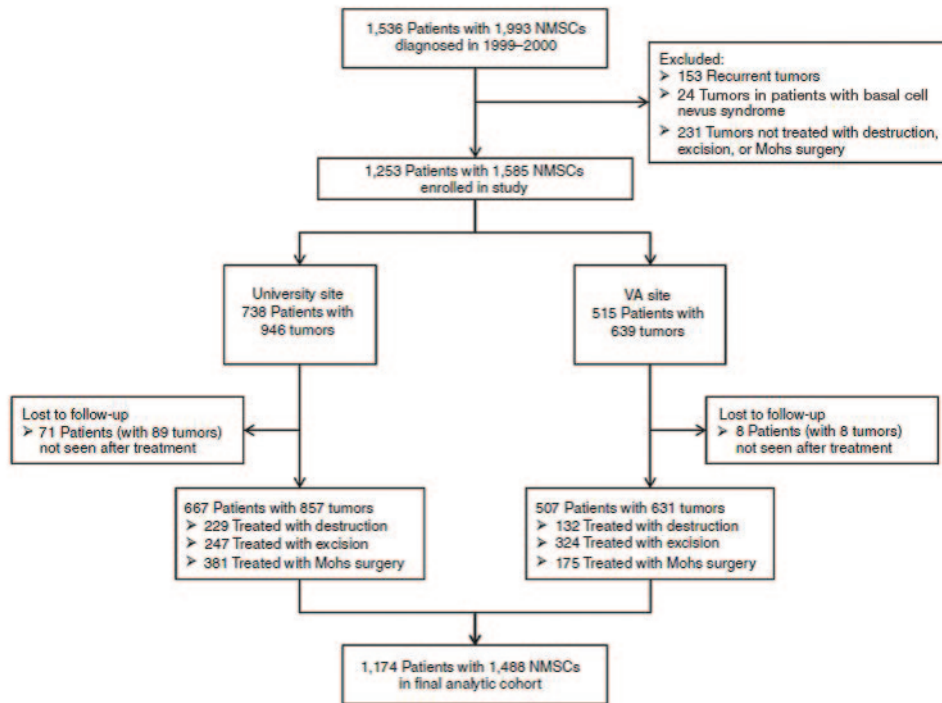 1,536 Patients with 1,993 NMSCs
diagnosed in 1999–2000
Excluded:
➤ 153 Recurrent tumors
➤ 24 Tumors in patients with basal cell
nevus syndrome
➤ 231 Tumors not treated with destruction,
excision, or Mohs surgery
1,253 Patients with 1,585 NMSCs
enrolled in study
University site
738 Patients with
946 tumors
VA site
515 Patients with
639 tumors
Lost to follow-up
➤ 71 Patients (with 89 tumors)
not seen after treatment
Lost to follow-up
➤ 8 Patients (with 8 tumors)
not seen after treatment
667 Patients with 857 tumors
➤ 229 Treated with destruction
➤ 247 Treated with excision
➤ 381 Treated with Mohs surgery
507 Patients with 631 tumors
➤ 132 Treated with destruction
➤ 324 Treated with excision
➤ 175 Treated with Mohs surgery
1,174 Patients with 1,488 NMSCs
in final analytic cohort